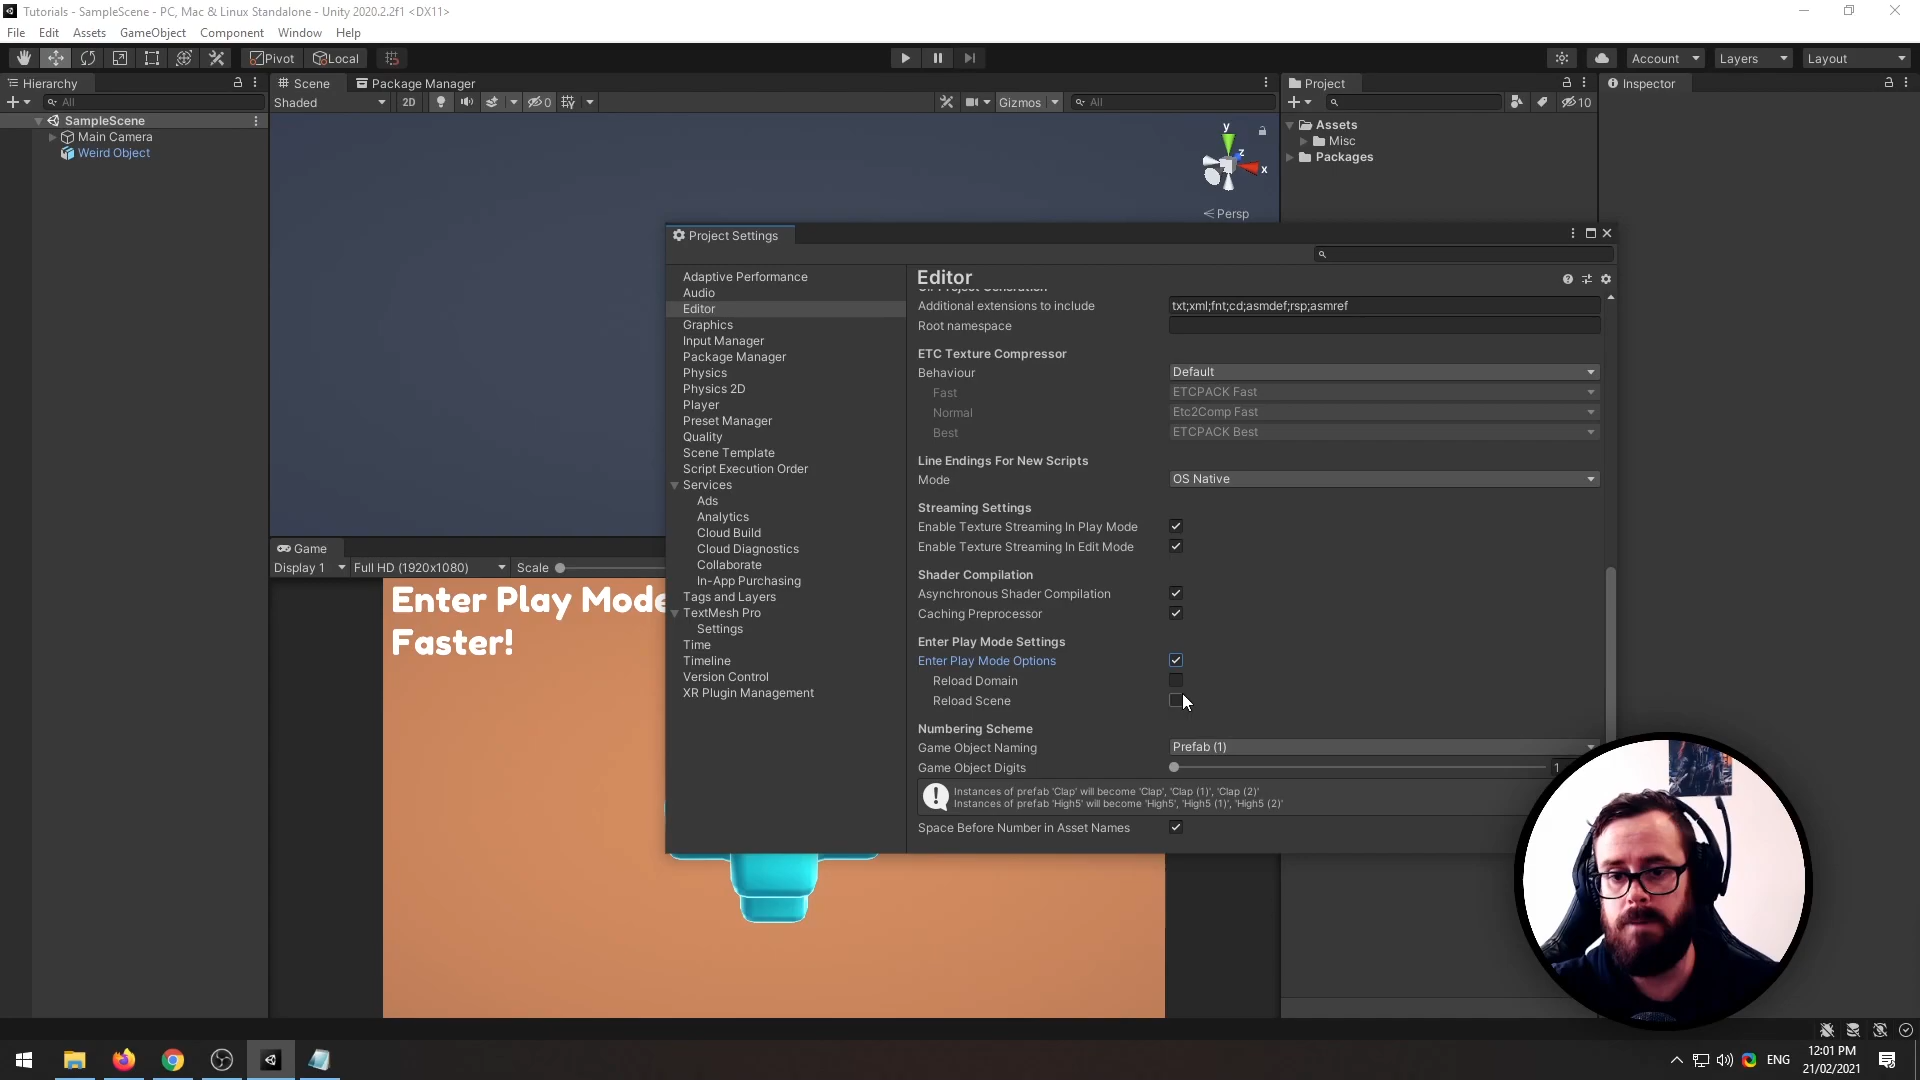 Tutorials - SampleScene - PC, Mac & Linux Standalone - Unity 2020.2.2f1 <DX11>
File Edit Assets GameObject Component Window Help
Pivot Local Account Layers Layout
Hierarchy Scene Package Manager Project Inspector
All Shaded 2D 0 Gizmos All 10
SampleScene
Main Camera
Weird Object
y
z
x
Persp
Assets
Misc
Packages
Project Settings
Adaptive Performance
Audio
Editor
Graphics
Input Manager
Package Manager
Physics
Physics 2D
Player
Preset Manager
Quality
Scene Template
Script Execution Order
Services
Ads
Analytics
Cloud Build
Cloud Diagnostics
Collaborate
In-App Purchasing
Tags and Layers
TextMesh Pro
Settings
Time
Timeline
Version Control
XR Plugin Management
Editor
Additional extensions to include txt;xml;fnt;cd;asmdef;rsp;asmref
Root namespace
ETC Texture Compressor
Behaviour Default
Fast ETCPACK Fast
Normal Etc2Comp Fast
Best ETCPACK Best
Line Endings For New Scripts
Mode OS Native
Streaming Settings
Enable Texture Streaming In Play Mode
Enable Texture Streaming In Edit Mode
Shader Compilation
Asynchronous Shader Compilation
Caching Preprocessor
Enter Play Mode Settings
Enter Play Mode Options
Reload Domain
Reload Scene
Numbering Scheme
Game Object Naming Prefab (1)
Game Object Digits 1
Instances of prefab 'Clap' will become 'Clap', 'Clap (1)', 'Clap (2)'
Instances of prefab 'High5' will become 'High5', 'High5 (1)', 'High5 (2)'
Space Before Number in Asset Names
Game
Display 1 Full HD (1920x1080) Scale
Enter Play Mode
Faster!
ENG
12:01 PM
21/02/2021